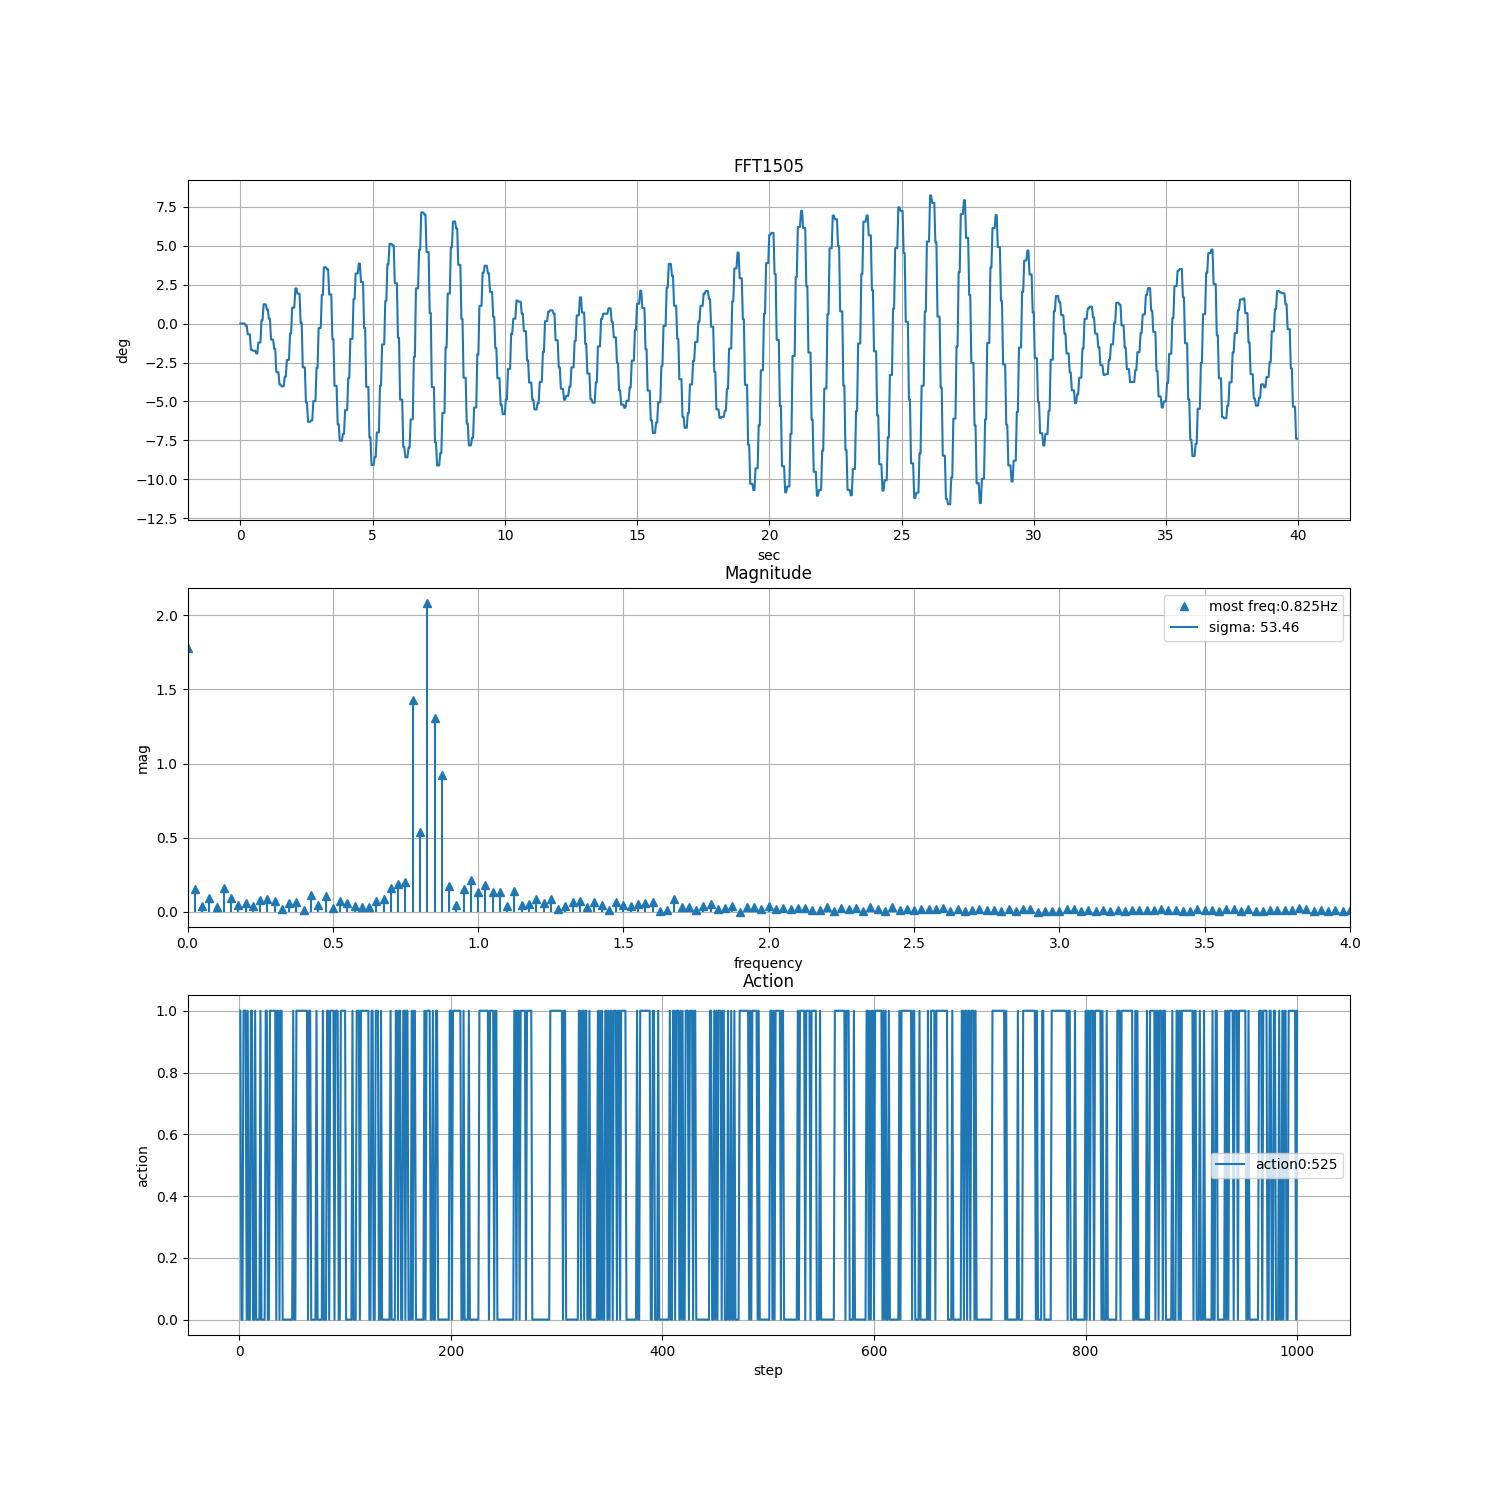 FFT1505
7.5
5.0
2.5
0.0
−2.5
−5.0
−7.5
−10.0
−12.5
deg
0 5 10 15 20 25 30 35 40
sec
Magnitude
2.0
1.5
1.0
0.5
0.0
mag
most freq:0.825Hz
sigma: 53.46
0.0 0.5 1.0 1.5 2.0 2.5 3.0 3.5 4.0
frequency
Action
1.0
0.8
0.6
0.4
0.2
0.0
action
action0:525
0 200 400 600 800 1000
step